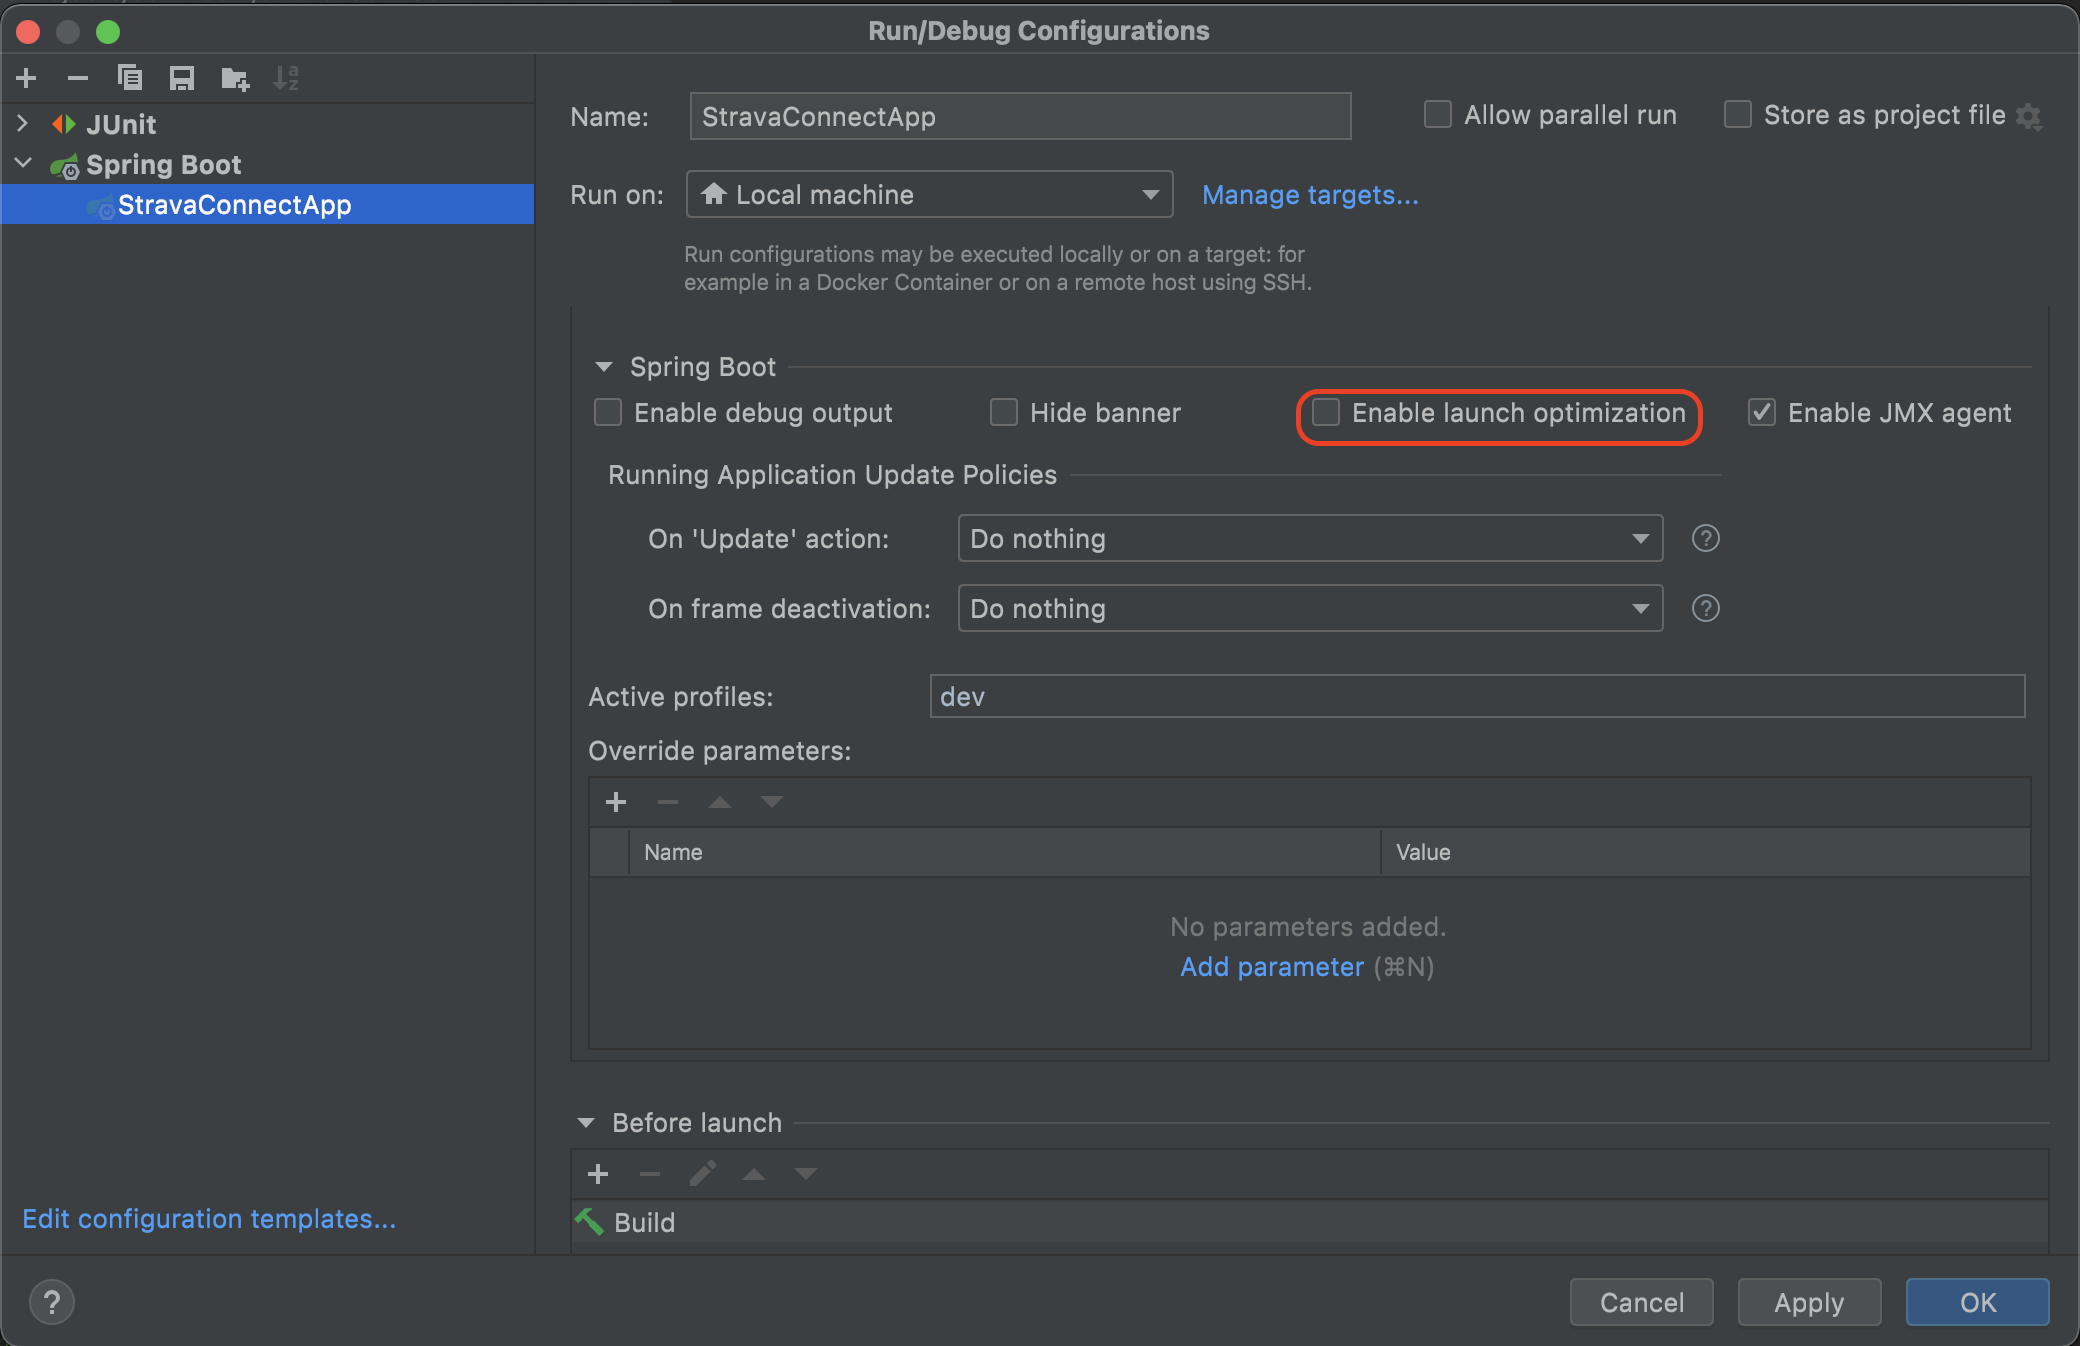 Run/Debug Configurations
JUnit
Spring Boot
StravaConnectApp
Edit configuration templates...
Name: StravaConnectApp Allow parallel run Store as project file
Run on: Local machine Manage targets...
Run configurations may be executed locally or on a target: for
example in a Docker Container or on a remote host using SSH.
Spring Boot
Enable debug output Hide banner Enable launch optimization Enable JMX agent
Running Application Update Policies
On 'Update' action: Do nothing ?
On frame deactivation: Do nothing ?
Active profiles: dev
Override parameters:
Name Value
No parameters added.
Add parameter (⌘N)
Before launch
Build
? Cancel Apply OK